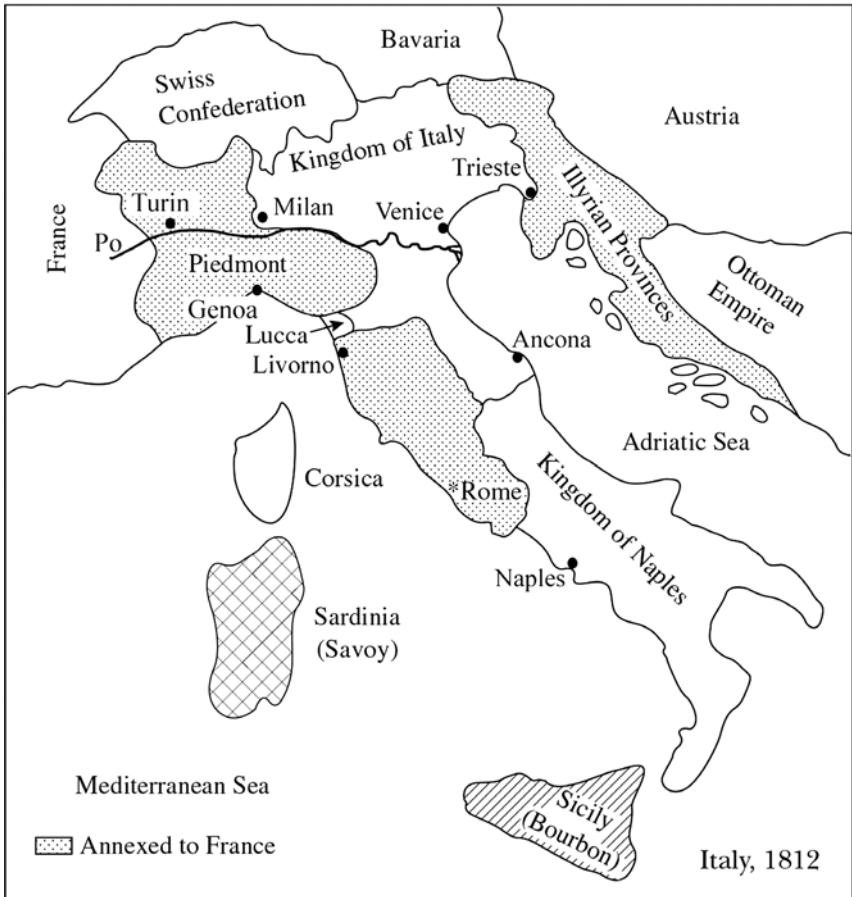 Bavaria
Swiss
Confederation
Austria
Kingdom of Italy
Trieste
Illyrian Provinces
Turin
Milan
Venice
France
Po
Piedmont
Ottoman
Empire
Genoa
Lucca
Livorno
Ancona
Adriatic Sea
Corsica
*Rome
Kingdom of Naples
Naples
Sardinia
(Savoy)
Mediterranean Sea
Sicily
(Bourbon)
Annexed to France
Italy, 1812